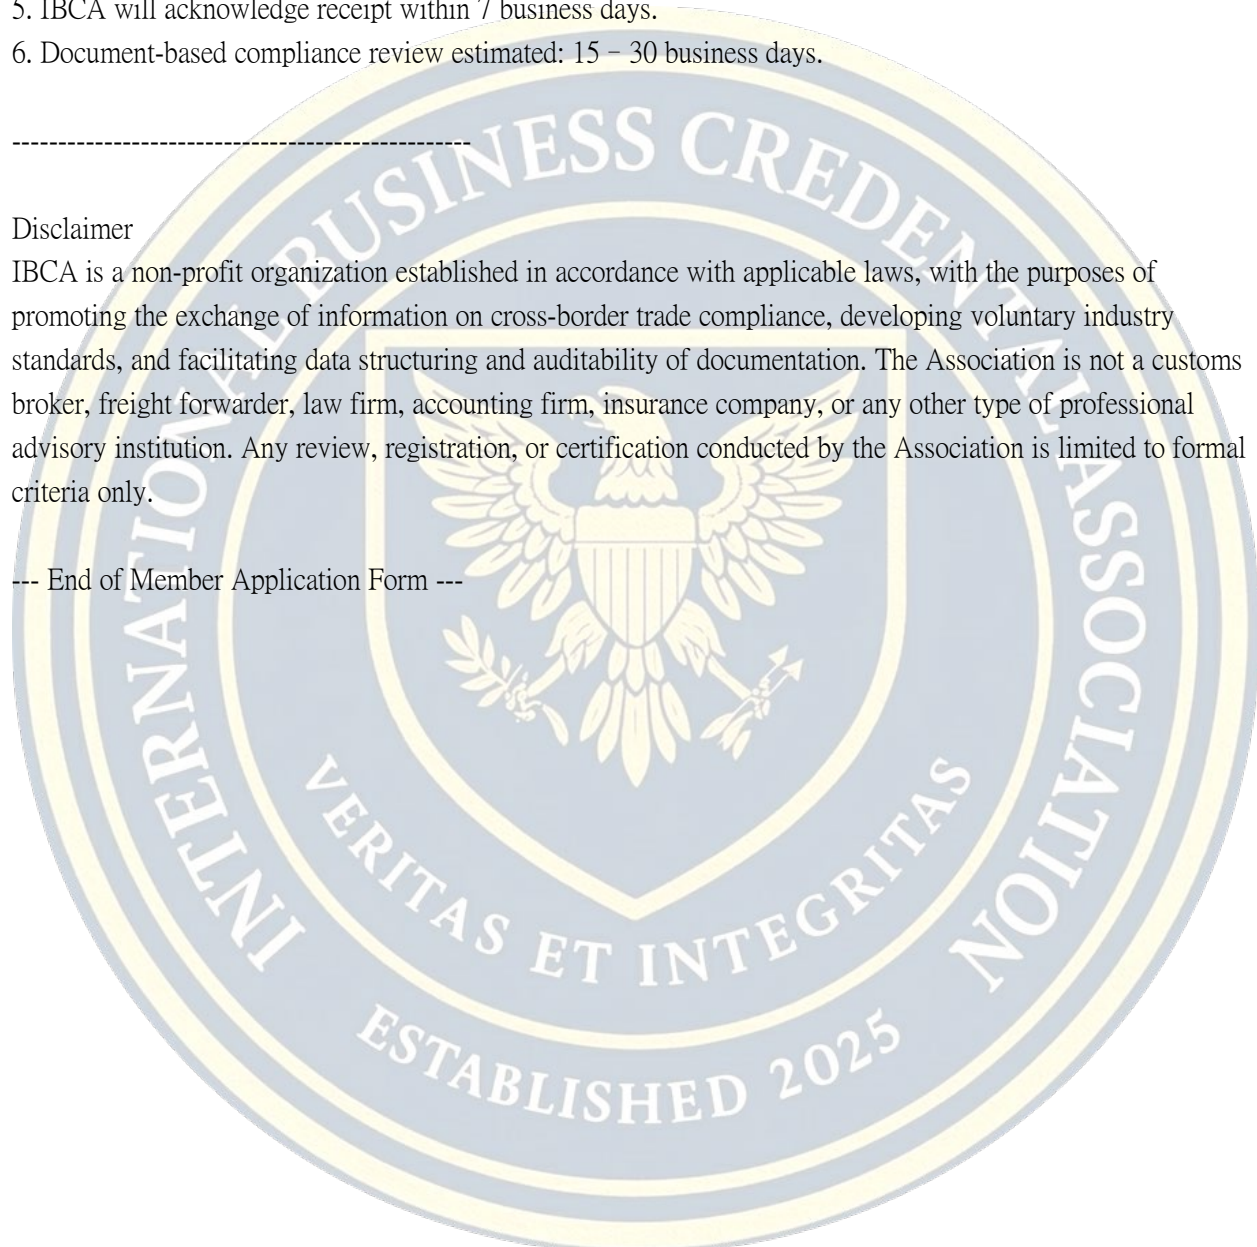 5. IBCA will acknowledge receipt within 7 business days.
6. Document-based compliance review estimated: 15 – 30 business days.
--------------------------------------------------
Disclaimer
IBCA is a non-profit organization established in accordance with applicable laws, with the purposes of
promoting the exchange of information on cross-border trade compliance, developing voluntary industry
standards, and facilitating data structuring and auditability of documentation. The Association is not a customs
broker, freight forwarder, law firm, accounting firm, insurance company, or any other type of professional
advisory institution. Any review, registration, or certification conducted by the Association is limited to formal
criteria only.
--- End of Member Application Form ---
INTERNATIONAL BUSINESS CREDENTIAL ASSOCIATION
VERITAS ET INTEGRITAS
ESTABLISHED 2025